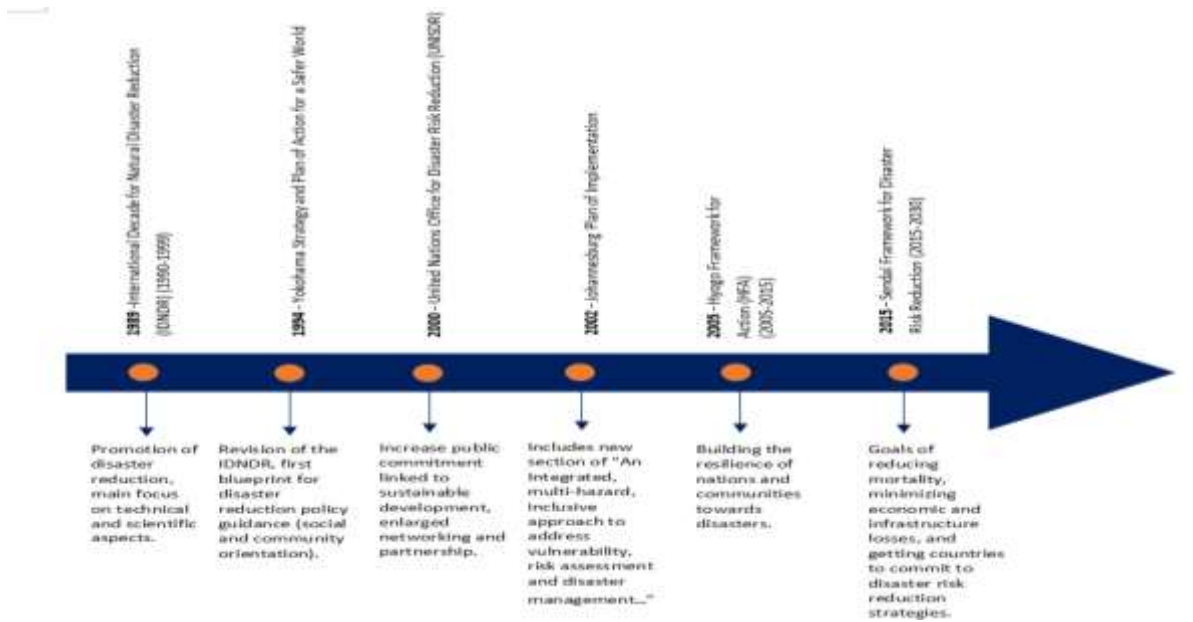 1989 -International Decade for Natural Disaster Reduction
(IDNDR) (1990-1999)
1994 - Yokohama Strategy and Plan of Action for a Safer World
2000 - United Nations Office for Disaster Risk Reduction (UNISDR)
2002 - Johannesburg Plan of Implementation
2005 - Hyogo Framework for
Action (HFA)
(2005-2015)
2015 - Sendai Framework for Disaster
Risk Reduction (2015-2030)
Promotion of
disaster
reduction,
main focus
on technical
and scientific
aspects.
Revision of the
IDNDR, first
blueprint for
disaster
reduction policy
guidance (social
and community
orientation).
Increase public
commitment
linked to
sustainable
development,
enlarged
networking and
partnership.
Includes new
section of "An
integrated,
multi-hazard,
inclusive
approach to
address
vulnerability,
risk assessment
and disaster
management..."
Building the
resilience of
nations and
communities
towards
disasters.
Goals of
reducing
mortality,
minimizing
economic and
infrastructure
losses, and
getting countries
to commit to
disaster risk
reduction
strategies.